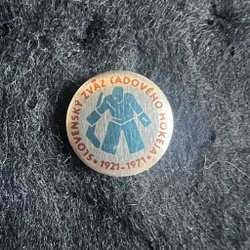 SLOVENSKÝ ZVÄZ ĽADOVÉHO HOKEJA
• 1921-1971 •